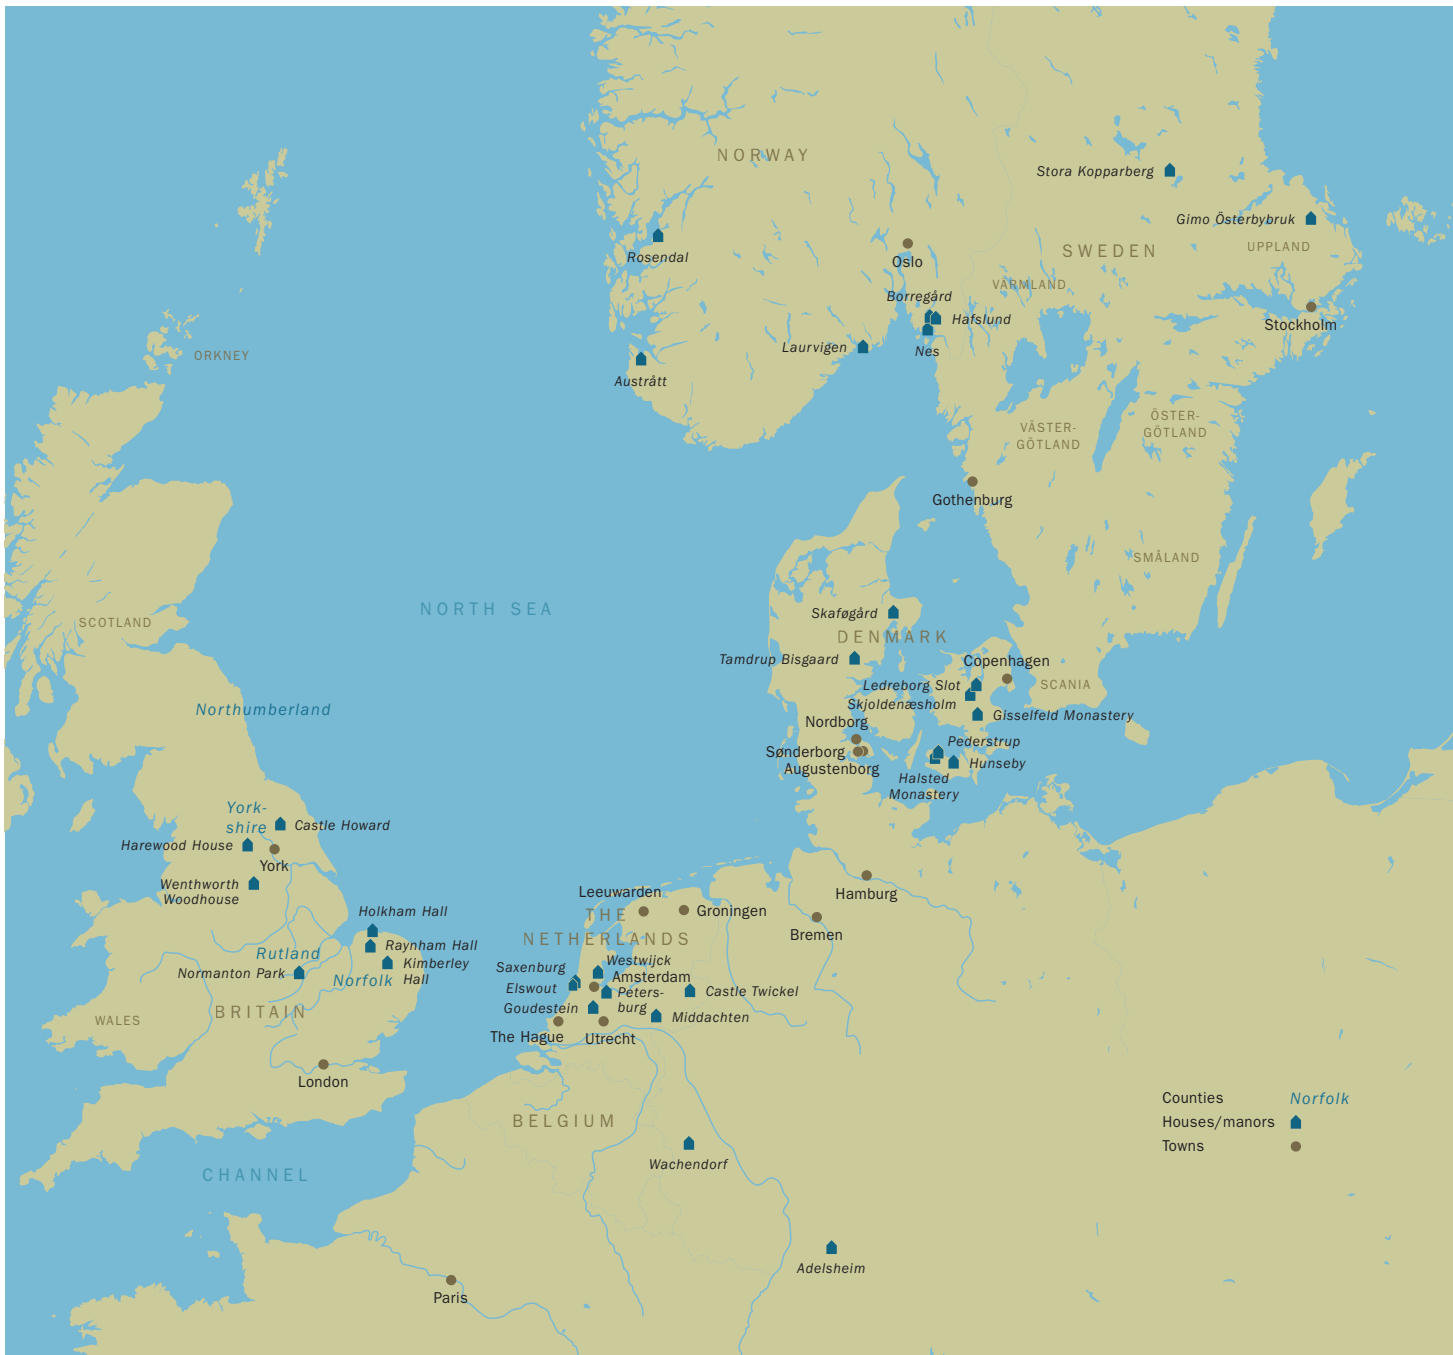 NORWAY
Stora Kopparberg
Gimo Österbybruk
UPPLAND
SWEDEN
Rosendal
Oslo
VÄRMLAND
Borregård
Hafslund
Stockholm
Laurvigen
Nes
ORKNEY
Austrått
VÄSTER-
GÖTLAND
ÖSTER-
GÖTLAND
Gothenburg
SMÅLAND
NORTH SEA
SCOTLAND
Skaføgård
DENMARK
Tamdrup Bisgaard
Copenhagen
Ledreborg Slot
SCANIA
Skjoldenæsholm
Gisselfeld Monastery
Northumberland
Nordborg
Pederstrup
Sønderborg
Hunseby
Augustenborg
Halsted
Monastery
York-
shire
Castle Howard
Harewood House
York
Wenthworth
Woodhouse
Hamburg
Leeuwarden
Holkham Hall
Groningen
THE
NETHERLANDS
Bremen
Raynham Hall
Rutland
Kimberley
Hall
Normanton Park
Norfolk
Westwijck
Saxenburg
Amsterdam
Elswout
Peters-
burg
Castle Twickel
Goudestein
Middachten
WALES
BRITAIN
The Hague
Utrecht
London
BELGIUM
Counties
Norfolk
Houses/manors
Towns
Wachendorf
CHANNEL
Adelsheim
Paris